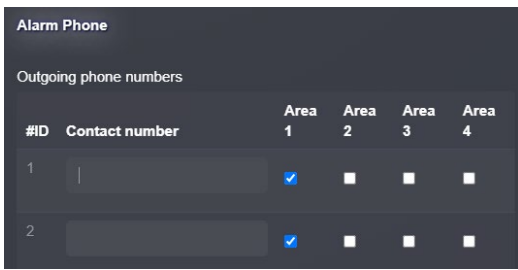 Alarm Phone
Outgoing phone numbers
#ID Contact number Area 1 Area 2 Area 3 Area 4
1
2